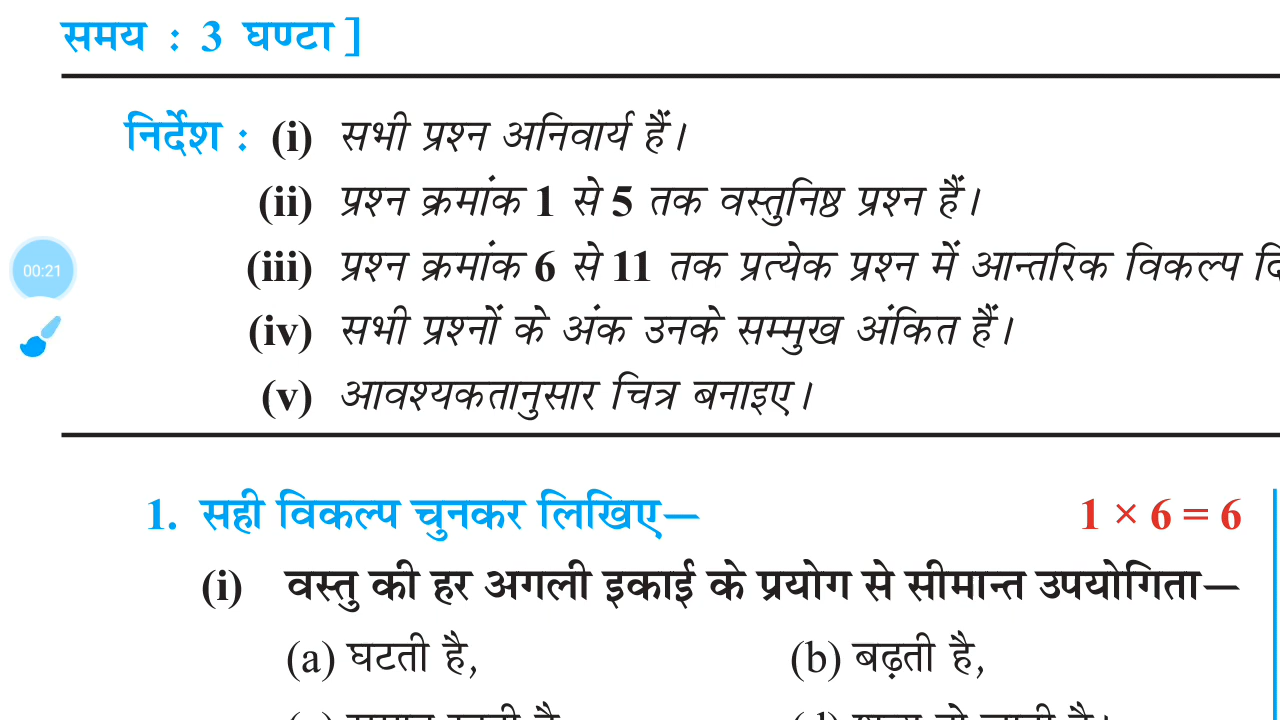 समय : 3 घण्टा ]
निर्देश : (i) सभी प्रश्न अनिवार्य हैं।
(ii) प्रश्न क्रमांक 1 से 5 तक वस्तुनिष्ठ प्रश्न हैं।
(iii) प्रश्न क्रमांक 6 से 11 तक प्रत्येक प्रश्न में आन्तरिक विकल्प
00:21
(iv) सभी प्रश्नों के अंक उनके सम्मुख अंकित हैं।
(v) आवश्यकतानुसार चित्र बनाइए।
1. सही विकल्प चुनकर लिखिए— 1 × 6 = 6
(i) वस्तु की हर अगली इकाई के प्रयोग से सीमान्त उपयोगिता—
(a) घटती है, (b) बढ़ती है,